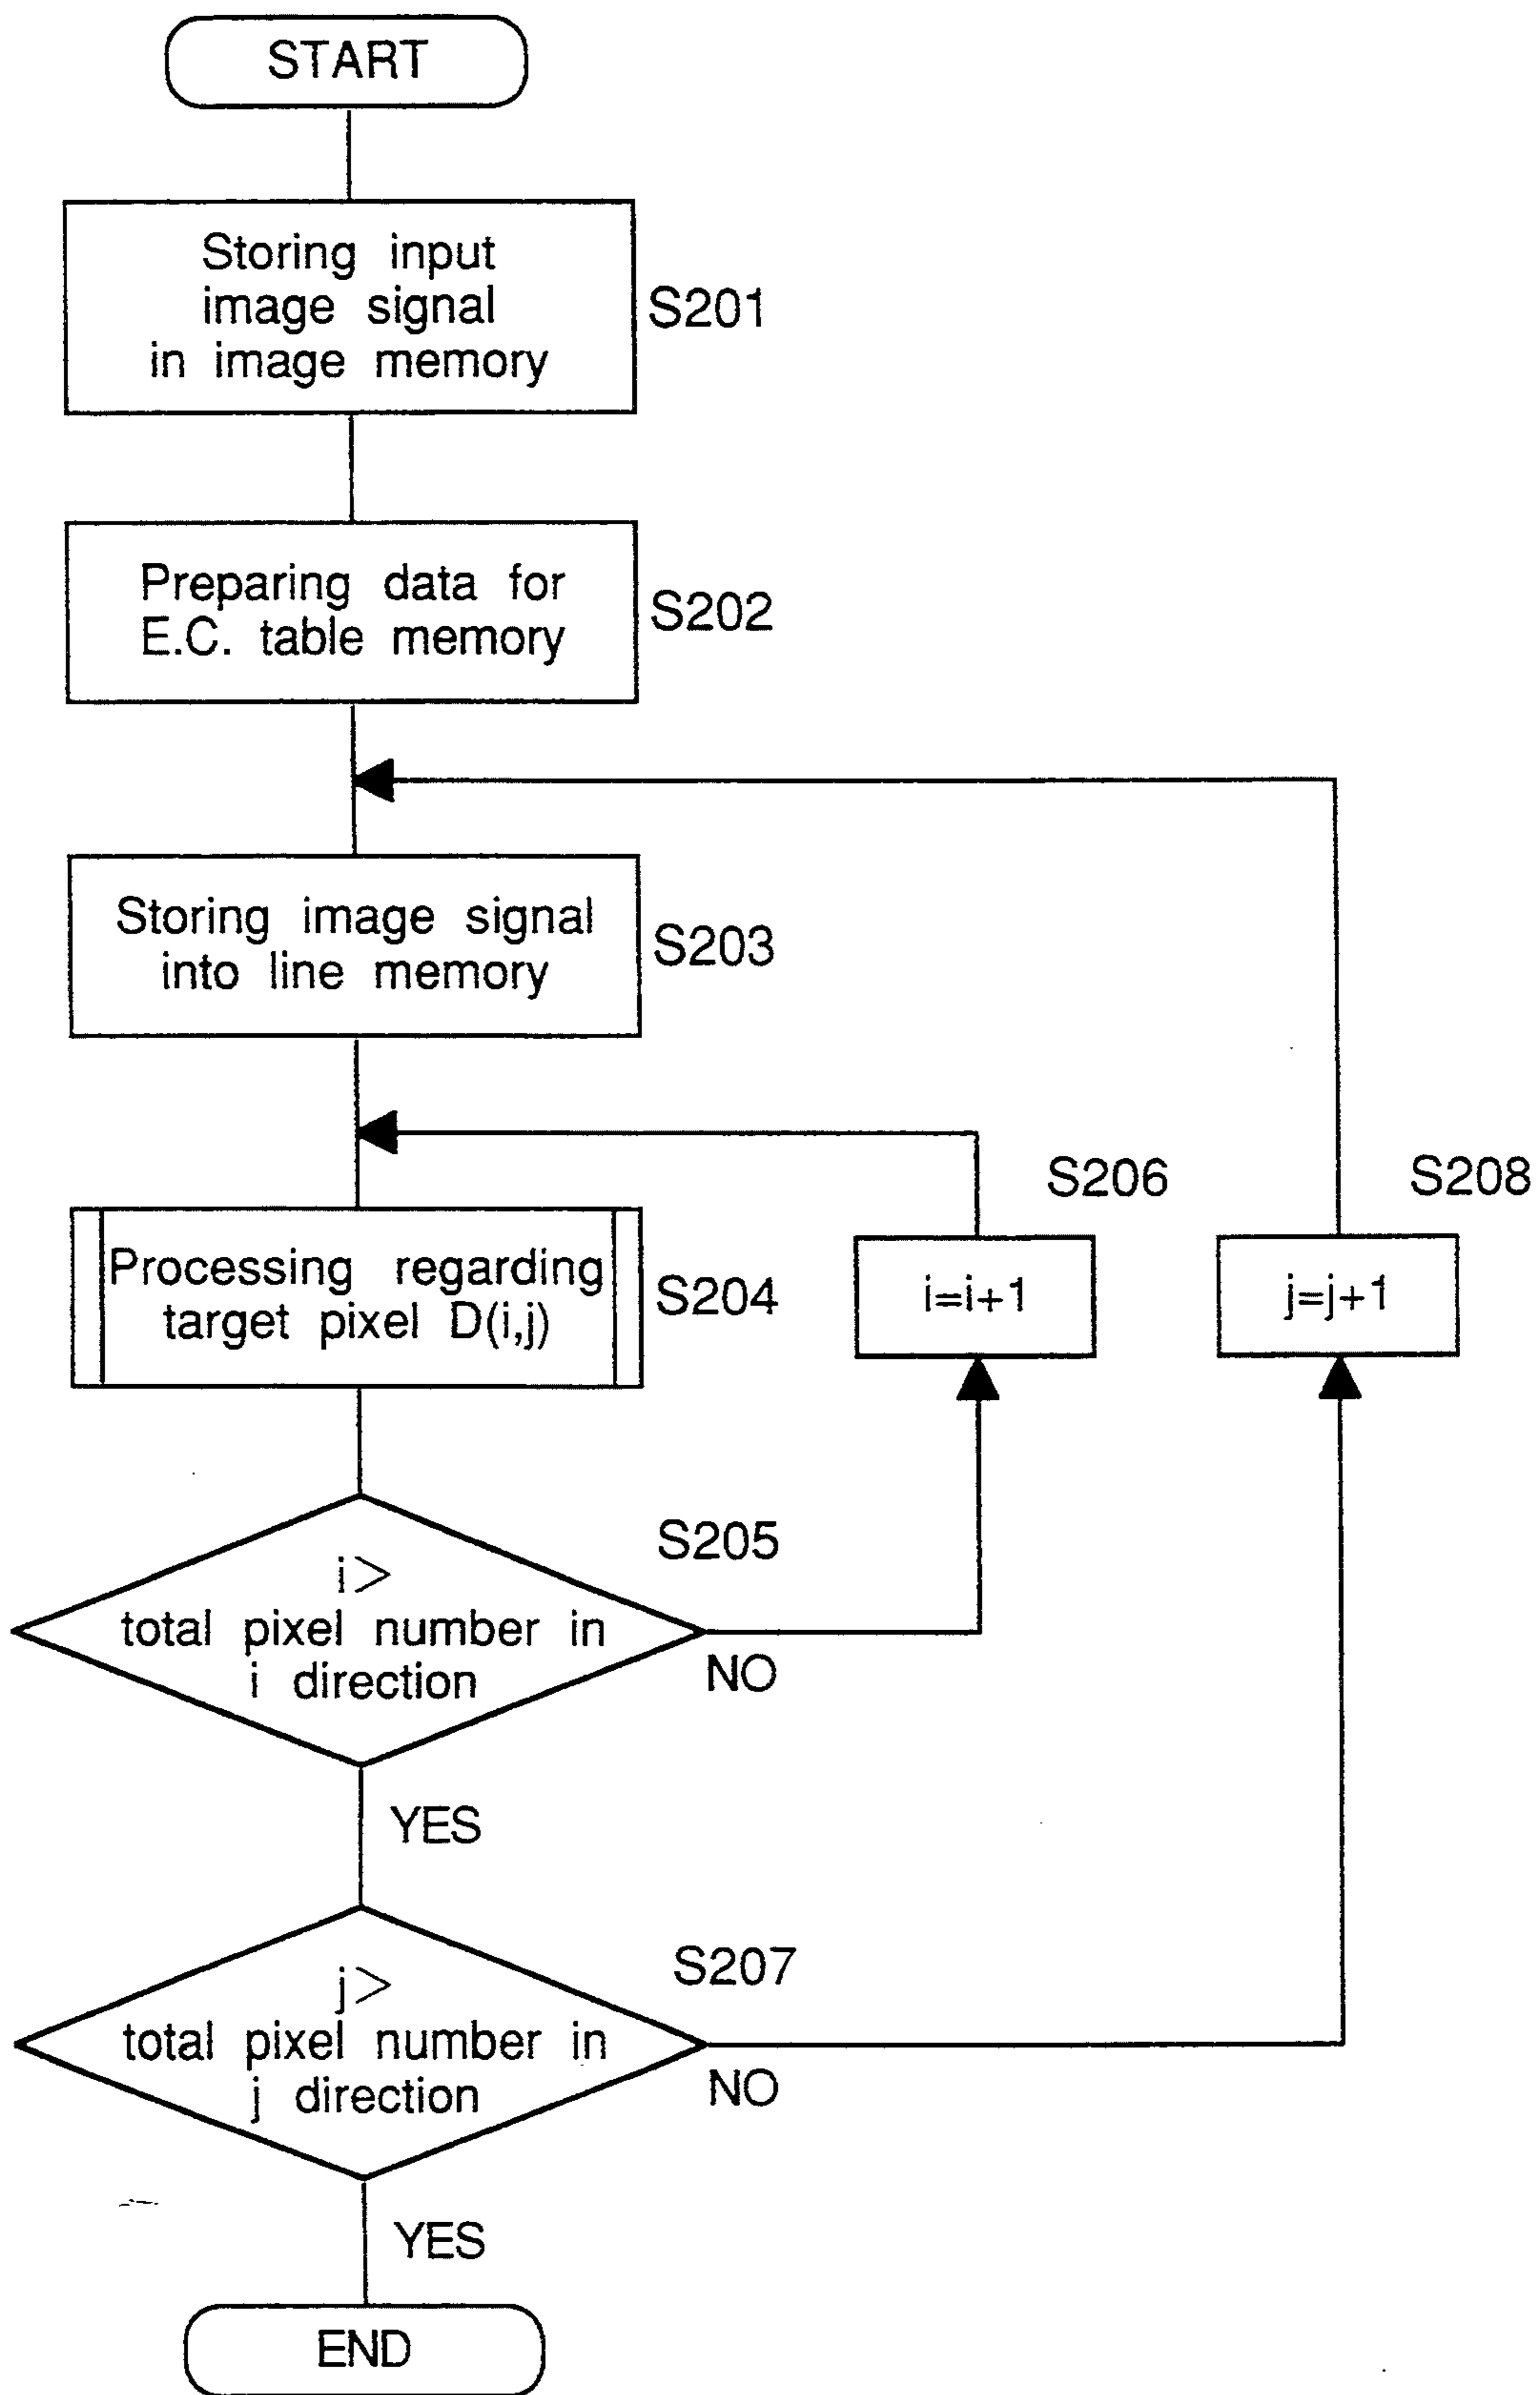 START
Storing input
image signal
in image memory
S201
Preparing data for
E.C. table memory
S202
Storing image signal
into line memory
S203
Processing regarding
target pixel D(i,j)
S204
S206
i=i+1
S208
j=j+1
i>
total pixel number in
i direction
S205
NO
YES
j>
total pixel number in
j direction
S207
NO
YES
END